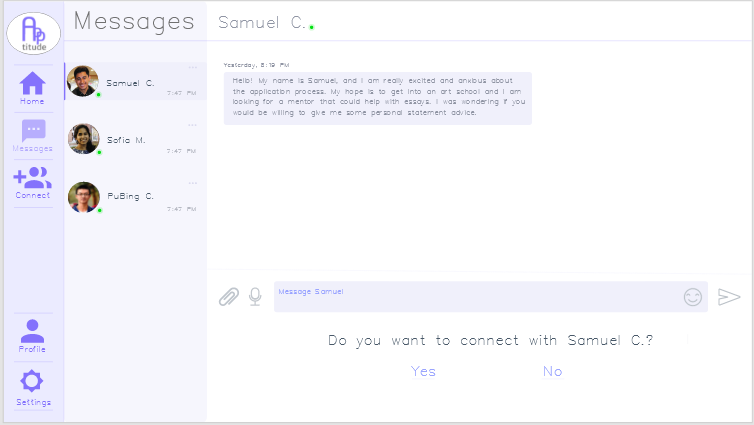 App
titude
Home
Messages
Connect
Profile
Settings
Messages
Samuel C.
7:47 PM
Sofia M.
7:47 PM
PuBing C.
7:47 PM
Samuel C.
Yesterday, 8:19 PM
Hello! My name is Samuel, and I am really excited and anxious about
the application process. My hope is to get into an art school and I am
looking for a mentor that could help with essays. I was wondering if you
would be willing to give me some personal statement advice.
Message Samuel
Do you want to connect with Samuel C.?
Yes No